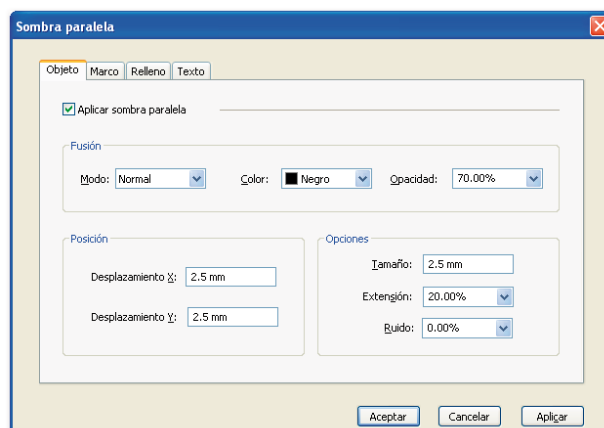 Sombra paralela
Objeto Marco Relleno Texto
Aplicar sombra paralela
Fusión
Modo: Normal Color: Negro Opacidad: 70.00%
Posición
Desplazamiento X: 2.5 mm
Desplazamiento Y: 2.5 mm
Opciones
Tamaño: 2.5 mm
Extensión: 20.00%
Ruido: 0.00%
Aceptar Cancelar Aplicar